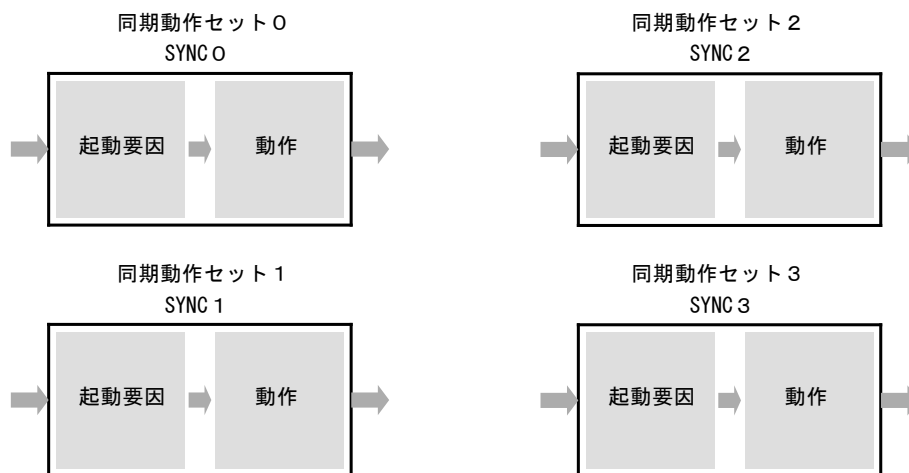 同期動作セット０
SYNC０
起動要因
動作
同期動作セット２
SYNC２
起動要因
動作
同期動作セット１
SYNC１
起動要因
動作
同期動作セット３
SYNC３
起動要因
動作